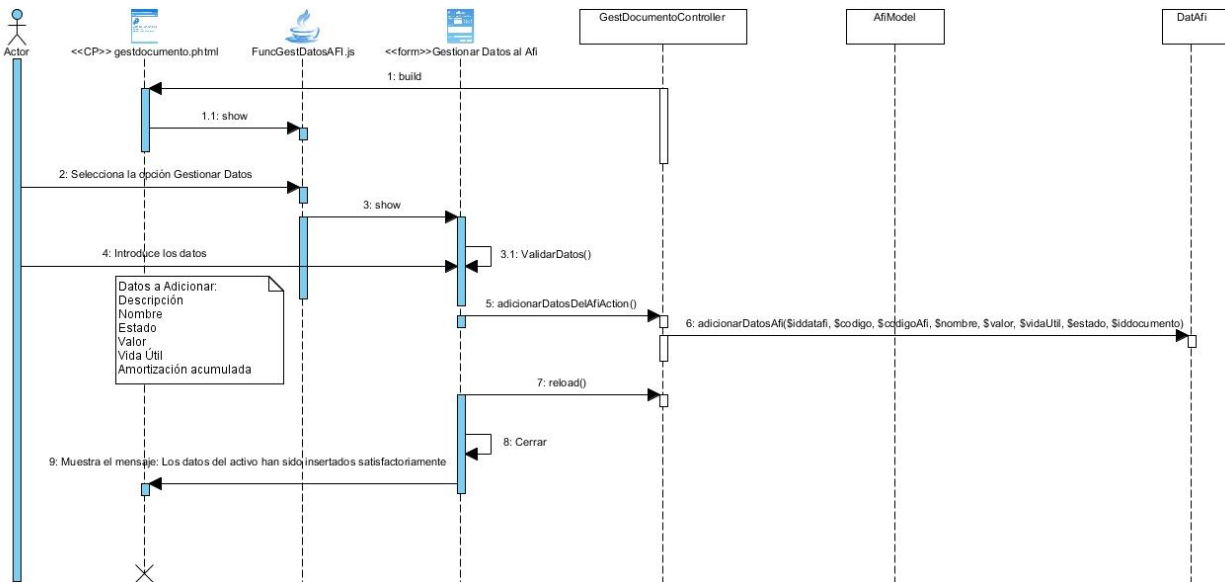 GestDocumentoController
AfiModel
DatAfi
Actor
<<CP>> gestdocumento.phtml
FuncGestDatosAFI.js
<<form>>Gestionar Datos al Afi
1: build
1.1: show
2: Selecciona la opción Gestionar Datos
3: show
4: Introduce los datos
3.1: ValidarDatos()
Datos a Adicionar:
Descripción
Nombre
Estado
Valor
Vida Útil
Amortización acumulada
5: adicionarDatosDelAfiAction()
6: adicionarDatosAfi($iddatafi, $codigo, $codigoAfi, $nombre, $valor, $vidaUtil, $estado, $iddocumento)
7: reload()
8: Cerrar
9: Muestra el mensaje: Los datos del activo han sido insertados satisfactoriamente